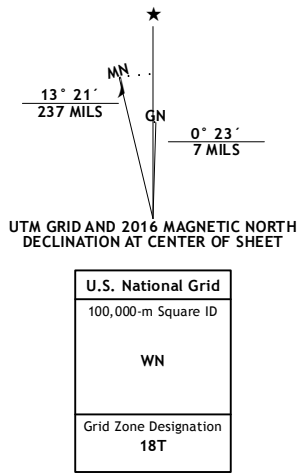 ★
MN
13° 21´
237 MILS
GN
0° 23´
7 MILS
UTM GRID AND 2016 MAGNETIC NORTH
DECLINATION AT CENTER OF SHEET
U.S. National Grid
100,000-m Square ID
WN
Grid Zone Designation
18T